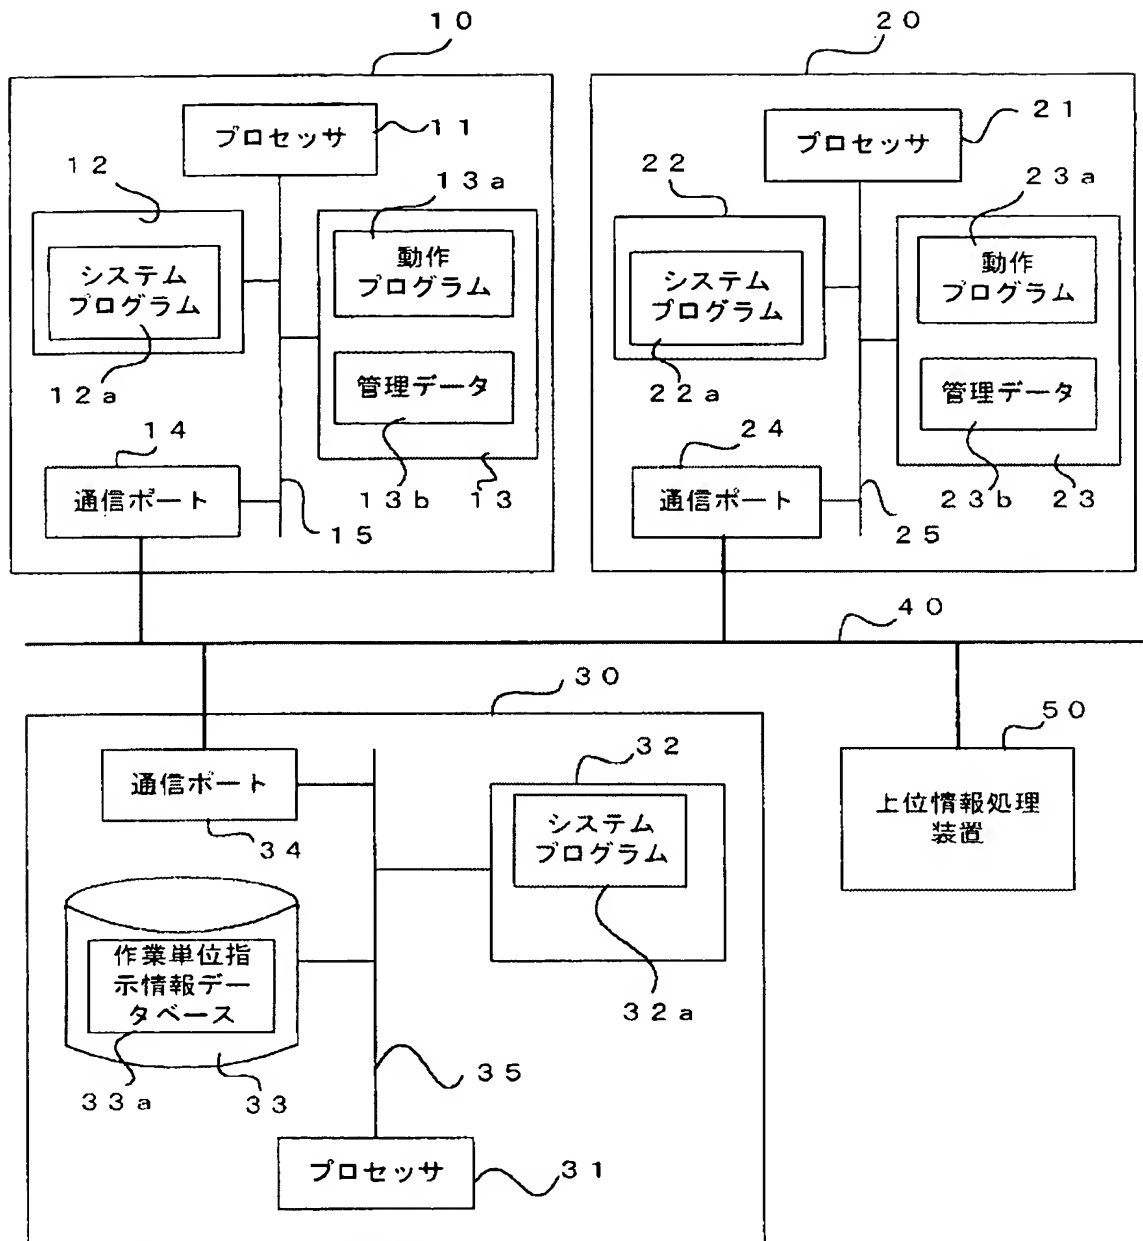 １０
２０
プロセッサ
１１
プロセッサ
２１
１２
１３ａ
２２
２３ａ
システム
プログラム
動作
プログラム
システム
プログラム
動作
プログラム
１２ａ
管理データ
２２ａ
管理データ
１４
２４
通信ポート
１３ｂ
１３
通信ポート
２３ｂ
２３
１５
２５
４０
３０
５０
３２
通信ポート
システム
プログラム
上位情報処理
装置
３４
作業単位指
示情報デー
タベース
３２ａ
３３ａ
３３
３５
プロセッサ
３１